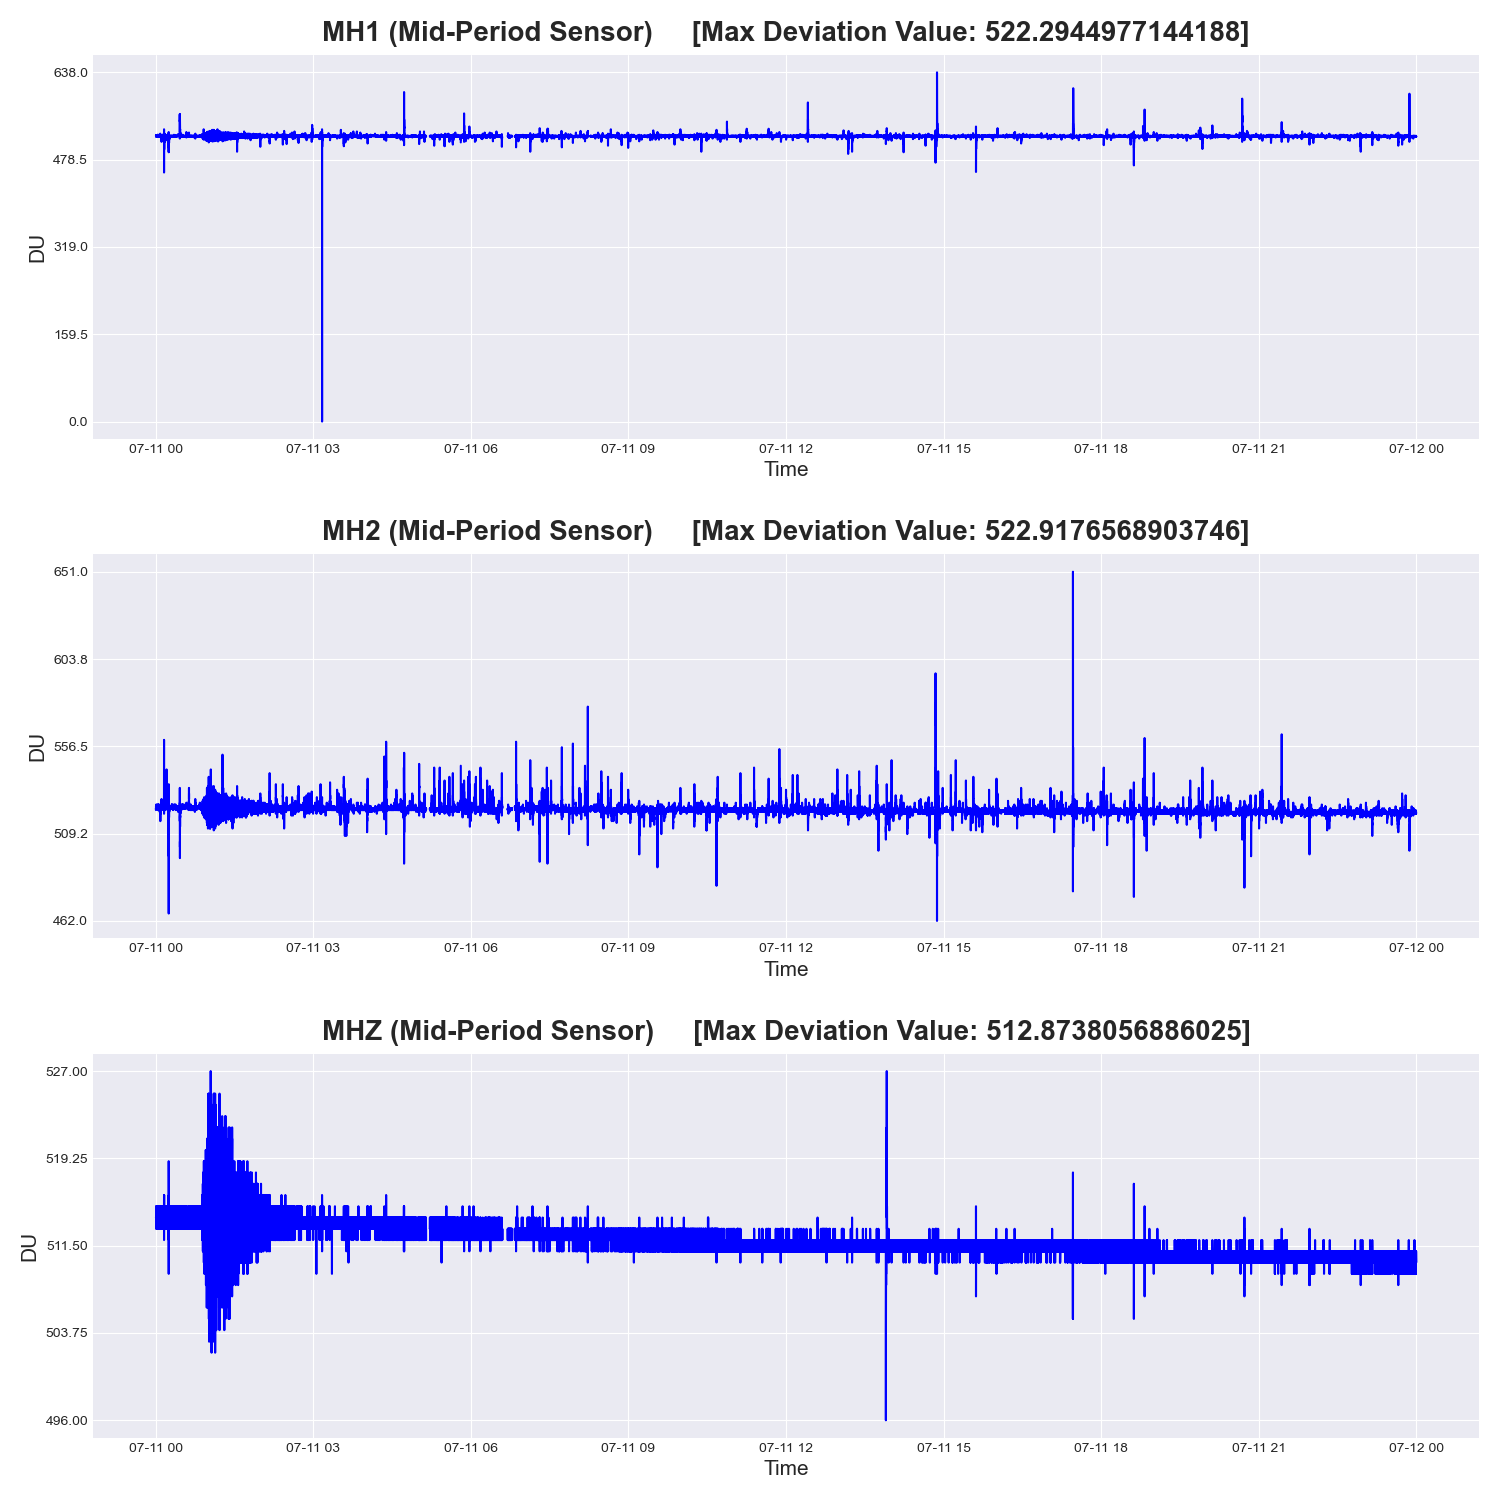 MH1 (Mid-Period Sensor) [Max Deviation Value: 522.2944977144188]
638.0
478.5
319.0
159.5
0.0
DU
07-11 00 07-11 03 07-11 06 07-11 09 07-11 12 07-11 15 07-11 18 07-11 21 07-12 00
Time
MH2 (Mid-Period Sensor) [Max Deviation Value: 522.9176568903746]
651.0
603.8
556.5
509.2
462.0
DU
07-11 00 07-11 03 07-11 06 07-11 09 07-11 12 07-11 15 07-11 18 07-11 21 07-12 00
Time
MHZ (Mid-Period Sensor) [Max Deviation Value: 512.8738056886025]
527.00
519.25
511.50
503.75
496.00
DU
07-11 00 07-11 03 07-11 06 07-11 09 07-11 12 07-11 15 07-11 18 07-11 21 07-12 00
Time